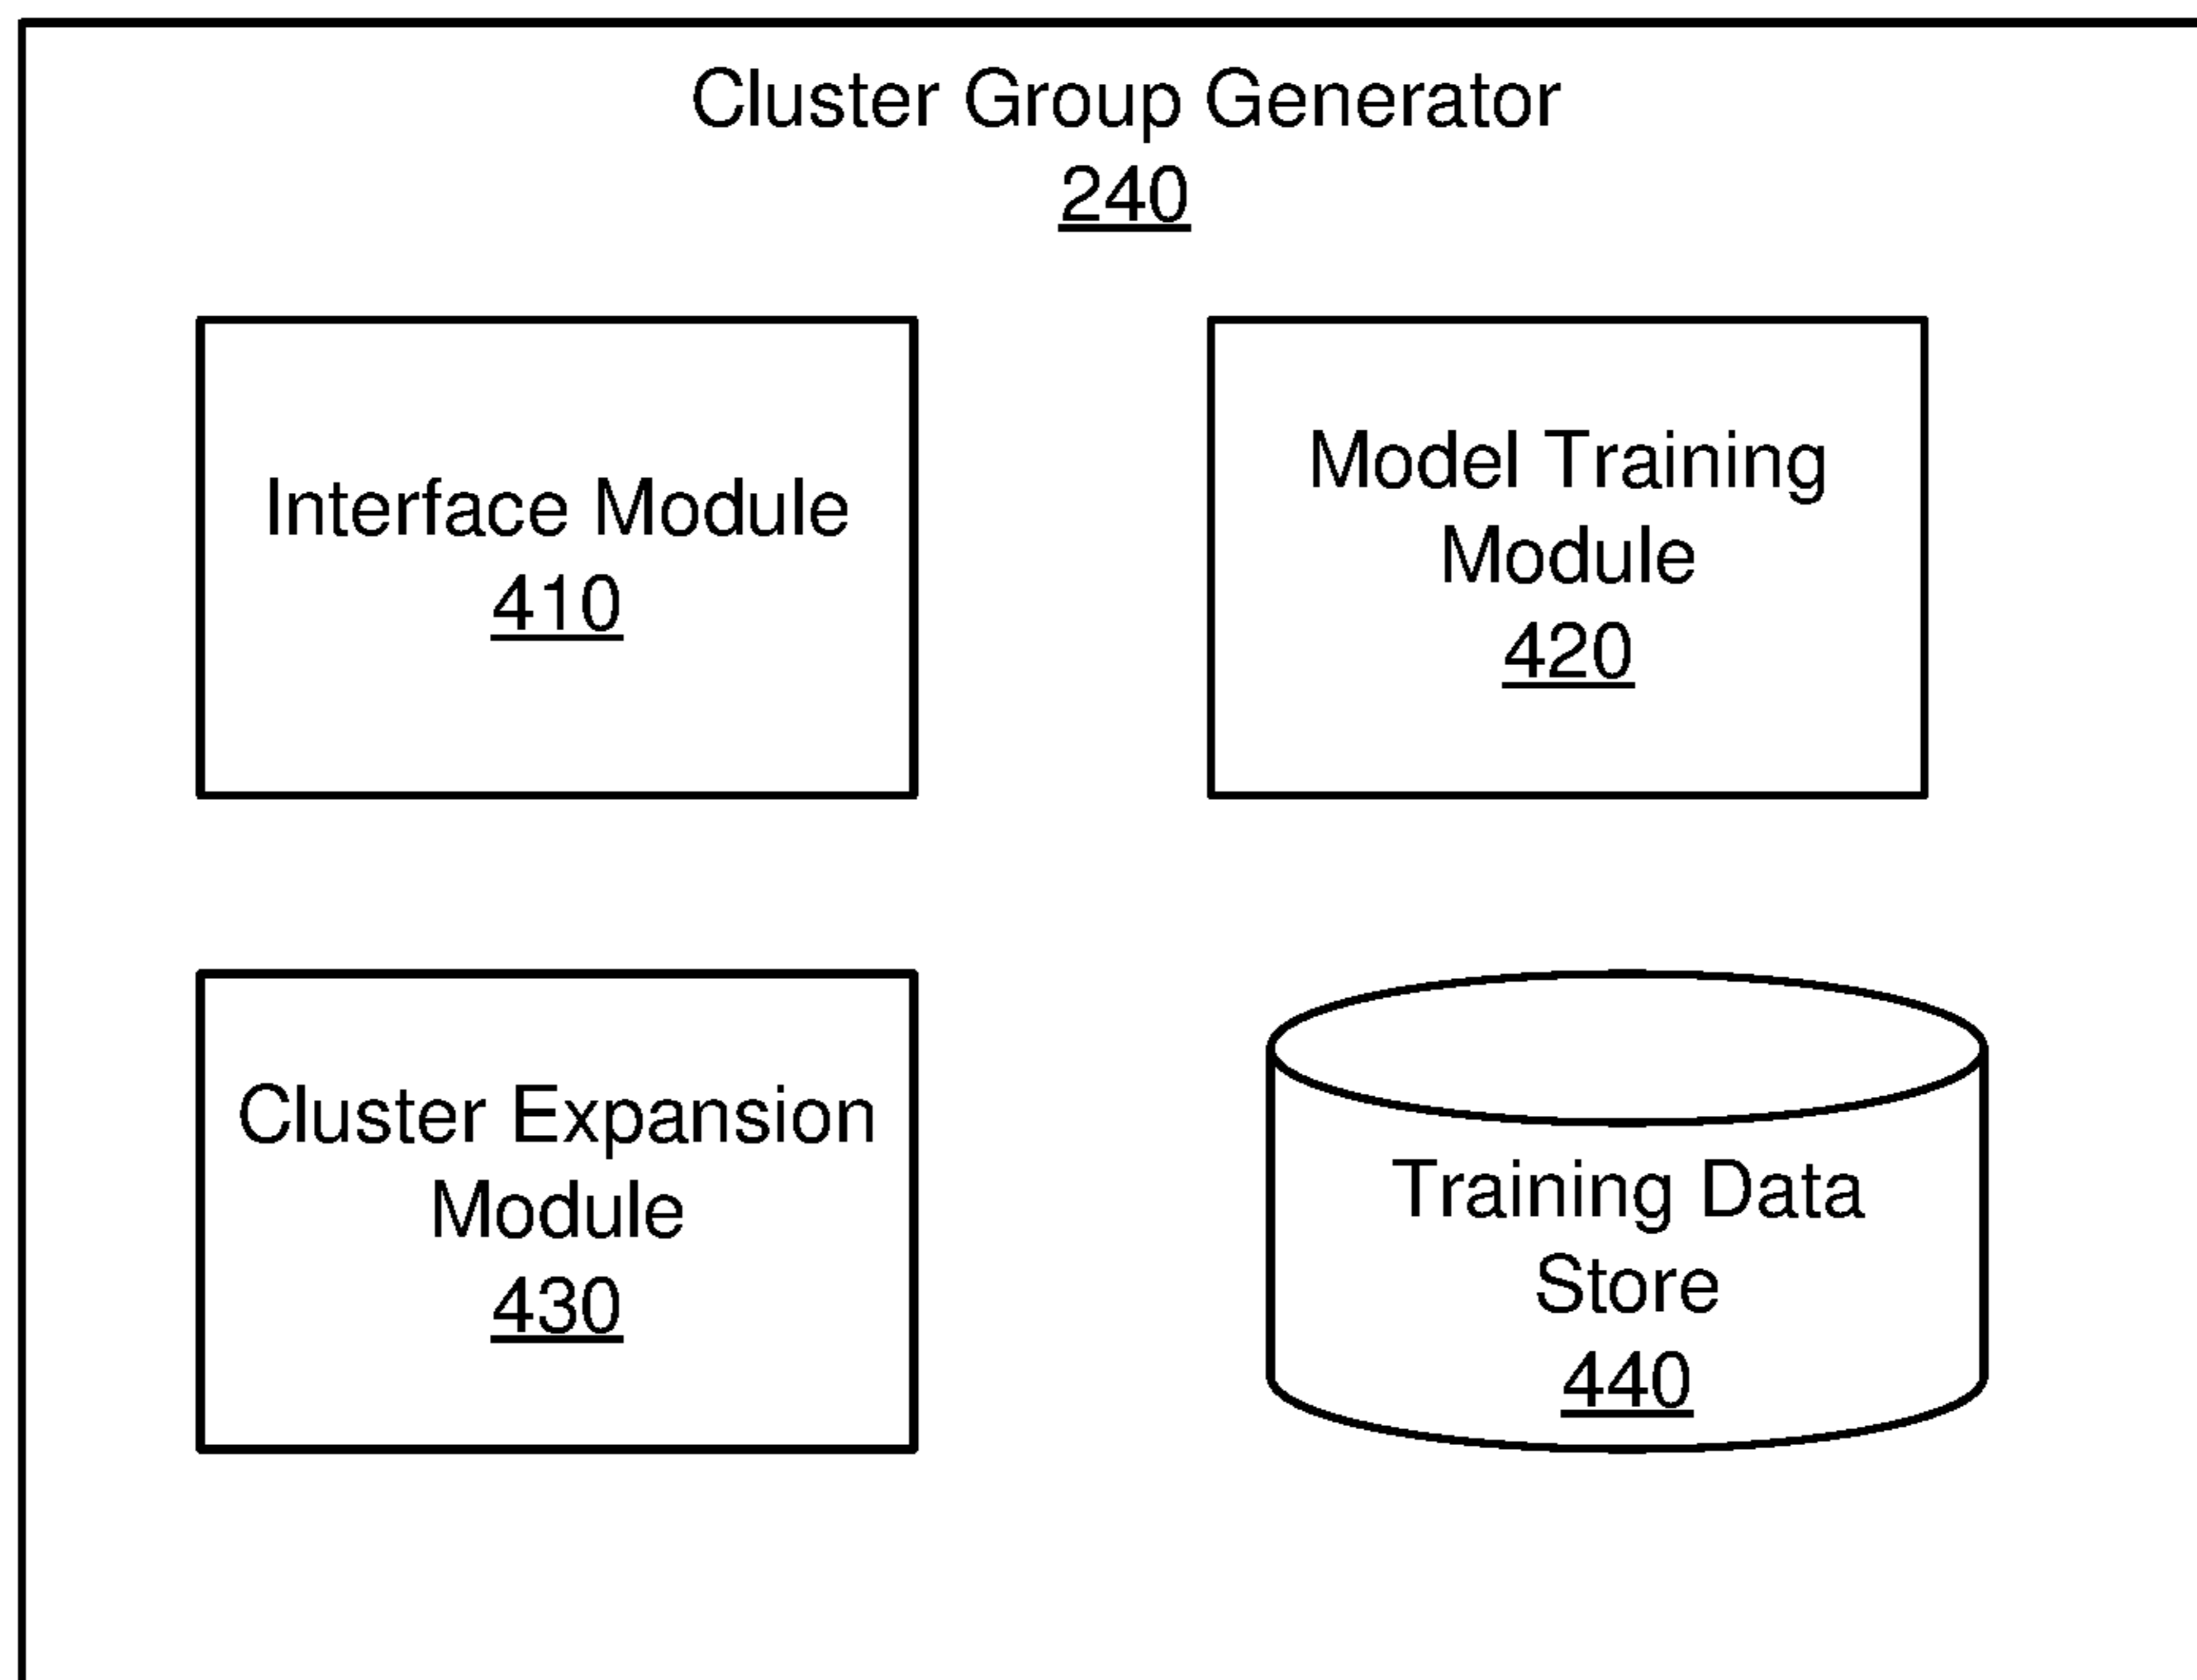 Cluster Group Generator
240
Interface Module
410
Model Training
Module
420
Cluster Expansion
Module
430
Training Data
Store
440